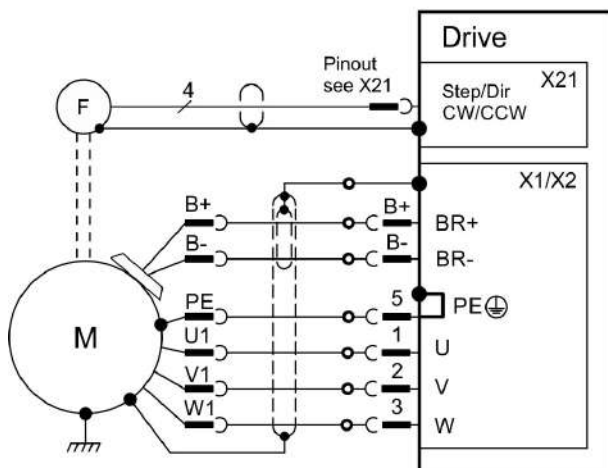 Drive
Pinout
see X21
X21
Step/Dir
CW/CCW
F
4
X1/X2
B+
B+
BR+
B-
B-
BR-
PE
5
PE
M
U1
1
U
V1
2
V
W1
3
W